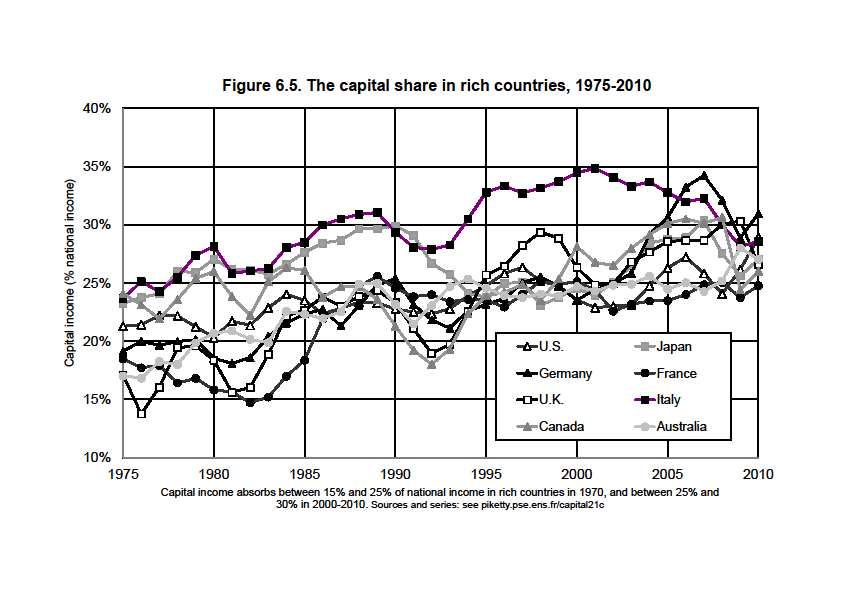 Figure 6.5. The capital share in rich countries, 1975-2010
Capital income (% national income)
40%
35%
30%
25%
20%
15%
10%
1975 1980 1985 1990 1995 2000 2005 2010
U.S. Japan
Germany France
U.K. Italy
Canada Australia
Capital income absorbs between 15% and 25% of national income in rich countries in 1970, and between 25% and
30% in 2000-2010. Sources and series: see piketty.pse.ens.fr/capital21c